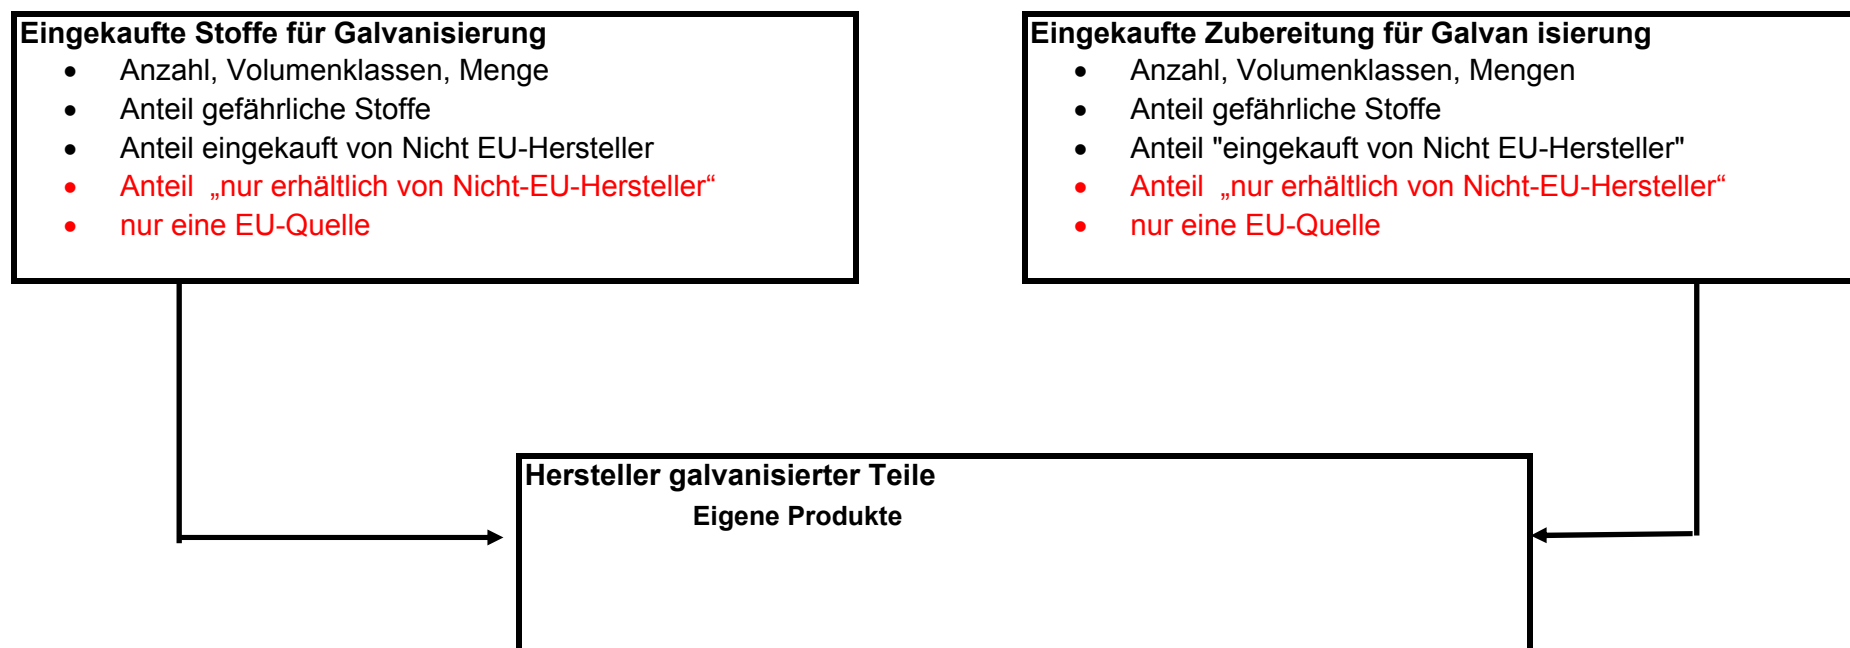 Eingekaufte Stoffe für Galvanisierung
• Anzahl, Volumenklassen, Menge
• Anteil gefährliche Stoffe
• Anteil eingekauft von Nicht EU-Hersteller
• Anteil „nur erhältlich von Nicht-EU-Hersteller“
• nur eine EU-Quelle
Eingekaufte Zubereitung für Galvan isierung
• Anzahl, Volumenklassen, Mengen
• Anteil gefährliche Stoffe
• Anteil "eingekauft von Nicht EU-Hersteller"
• Anteil „nur erhältlich von Nicht-EU-Hersteller“
• nur eine EU-Quelle
Hersteller galvanisierter Teile
Eigene Produkte